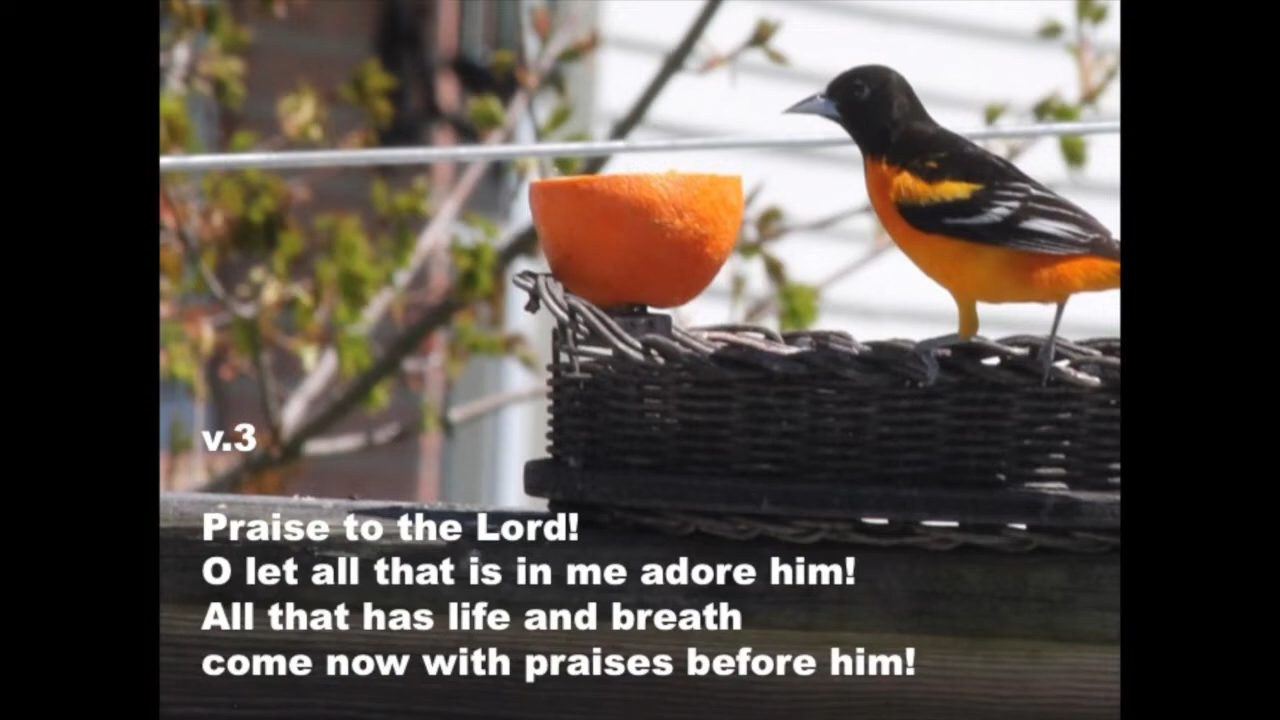 v.3
Praise to the Lord!
O let all that is in me adore him!
All that has life and breath
come now with praises before him!